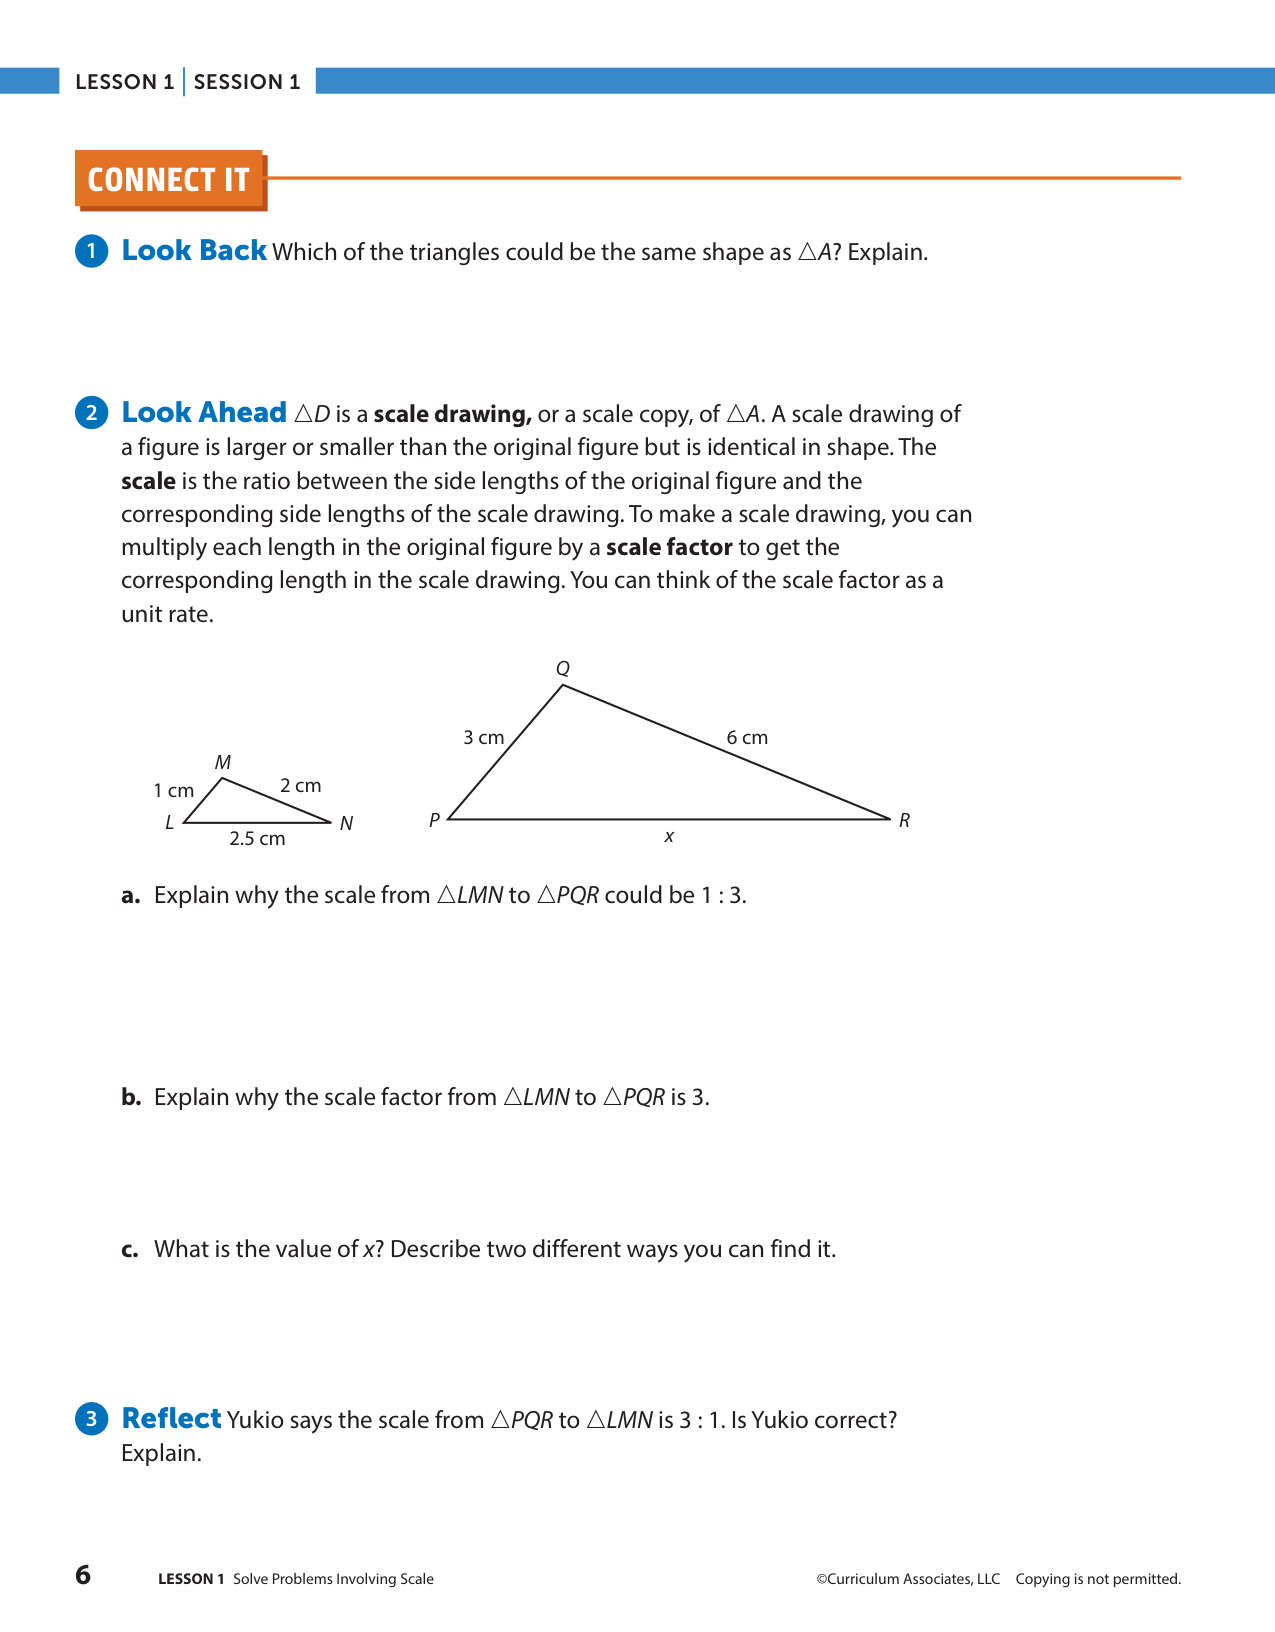 LESSON 1 | SESSION 1
CONNECT IT
1 Look Back Which of the triangles could be the same shape as △A? Explain.
2 Look Ahead △D is a scale drawing, or a scale copy, of △A. A scale drawing of
a figure is larger or smaller than the original figure but is identical in shape. The
scale is the ratio between the side lengths of the original figure and the
corresponding side lengths of the scale drawing. To make a scale drawing, you can
multiply each length in the original figure by a scale factor to get the
corresponding length in the scale drawing. You can think of the scale factor as a
unit rate.
Q
3 cm
6 cm
M
1 cm
2 cm
L
N
2.5 cm
P
R
x
a. Explain why the scale from △LMN to △PQR could be 1 : 3.
b. Explain why the scale factor from △LMN to △PQR is 3.
c. What is the value of x? Describe two different ways you can find it.
3 Reflect Yukio says the scale from △PQR to △LMN is 3 : 1. Is Yukio correct?
Explain.
6 LESSON 1 Solve Problems Involving Scale ©Curriculum Associates, LLC Copying is not permitted.